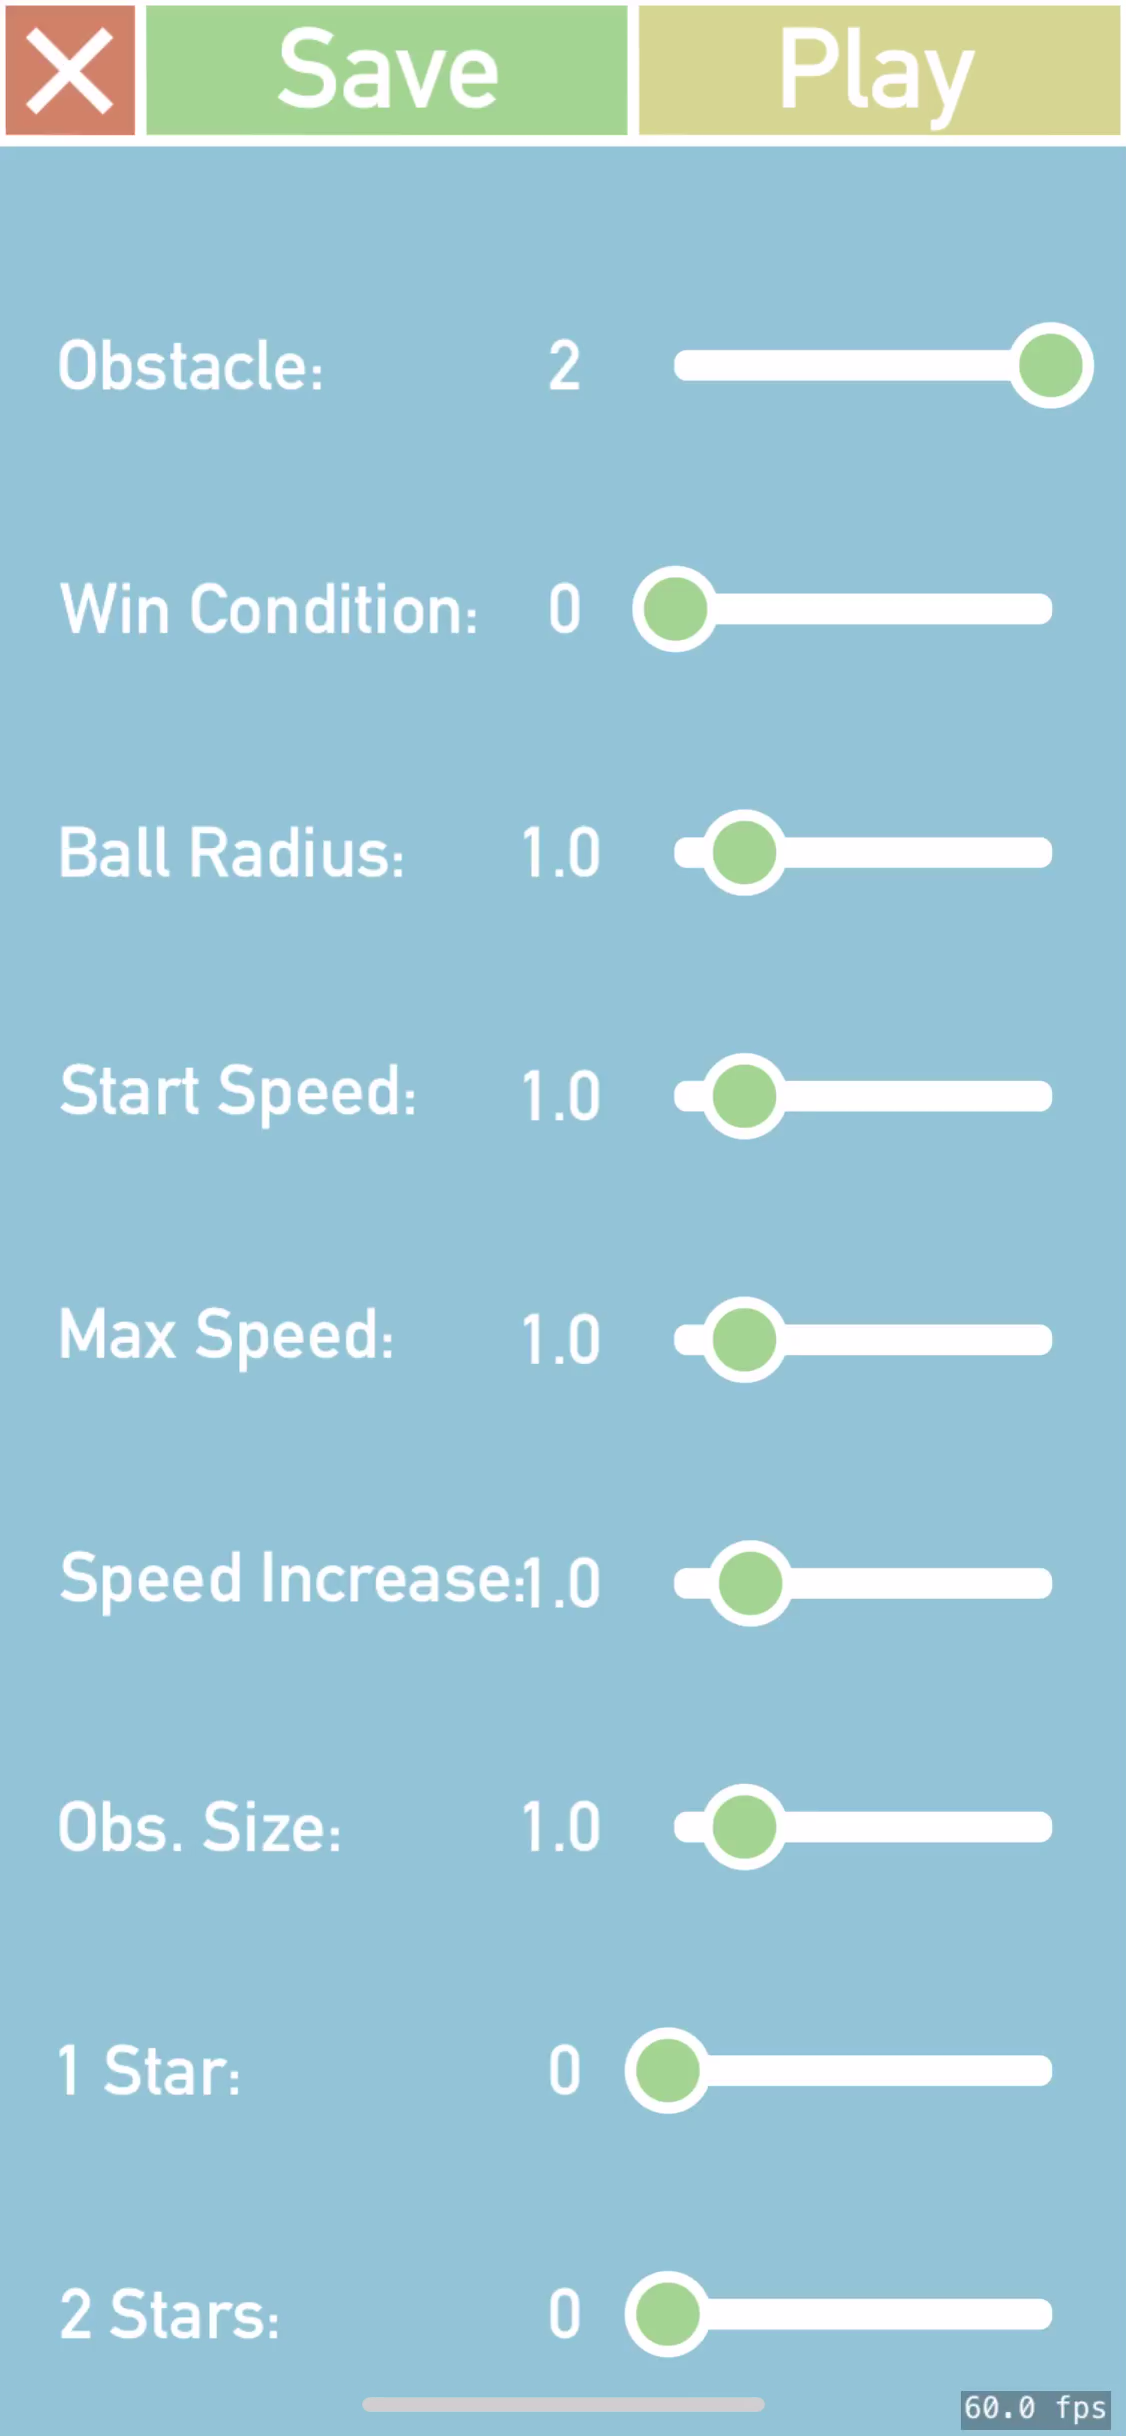 Save Play
Obstacle: 2
Win Condition: 0
Ball Radius: 1.0
Start Speed: 1.0
Max Speed: 1.0
Speed Increase: 1.0
Obs. Size: 1.0
1 Star: 0
2 Stars: 0
60.0 fps